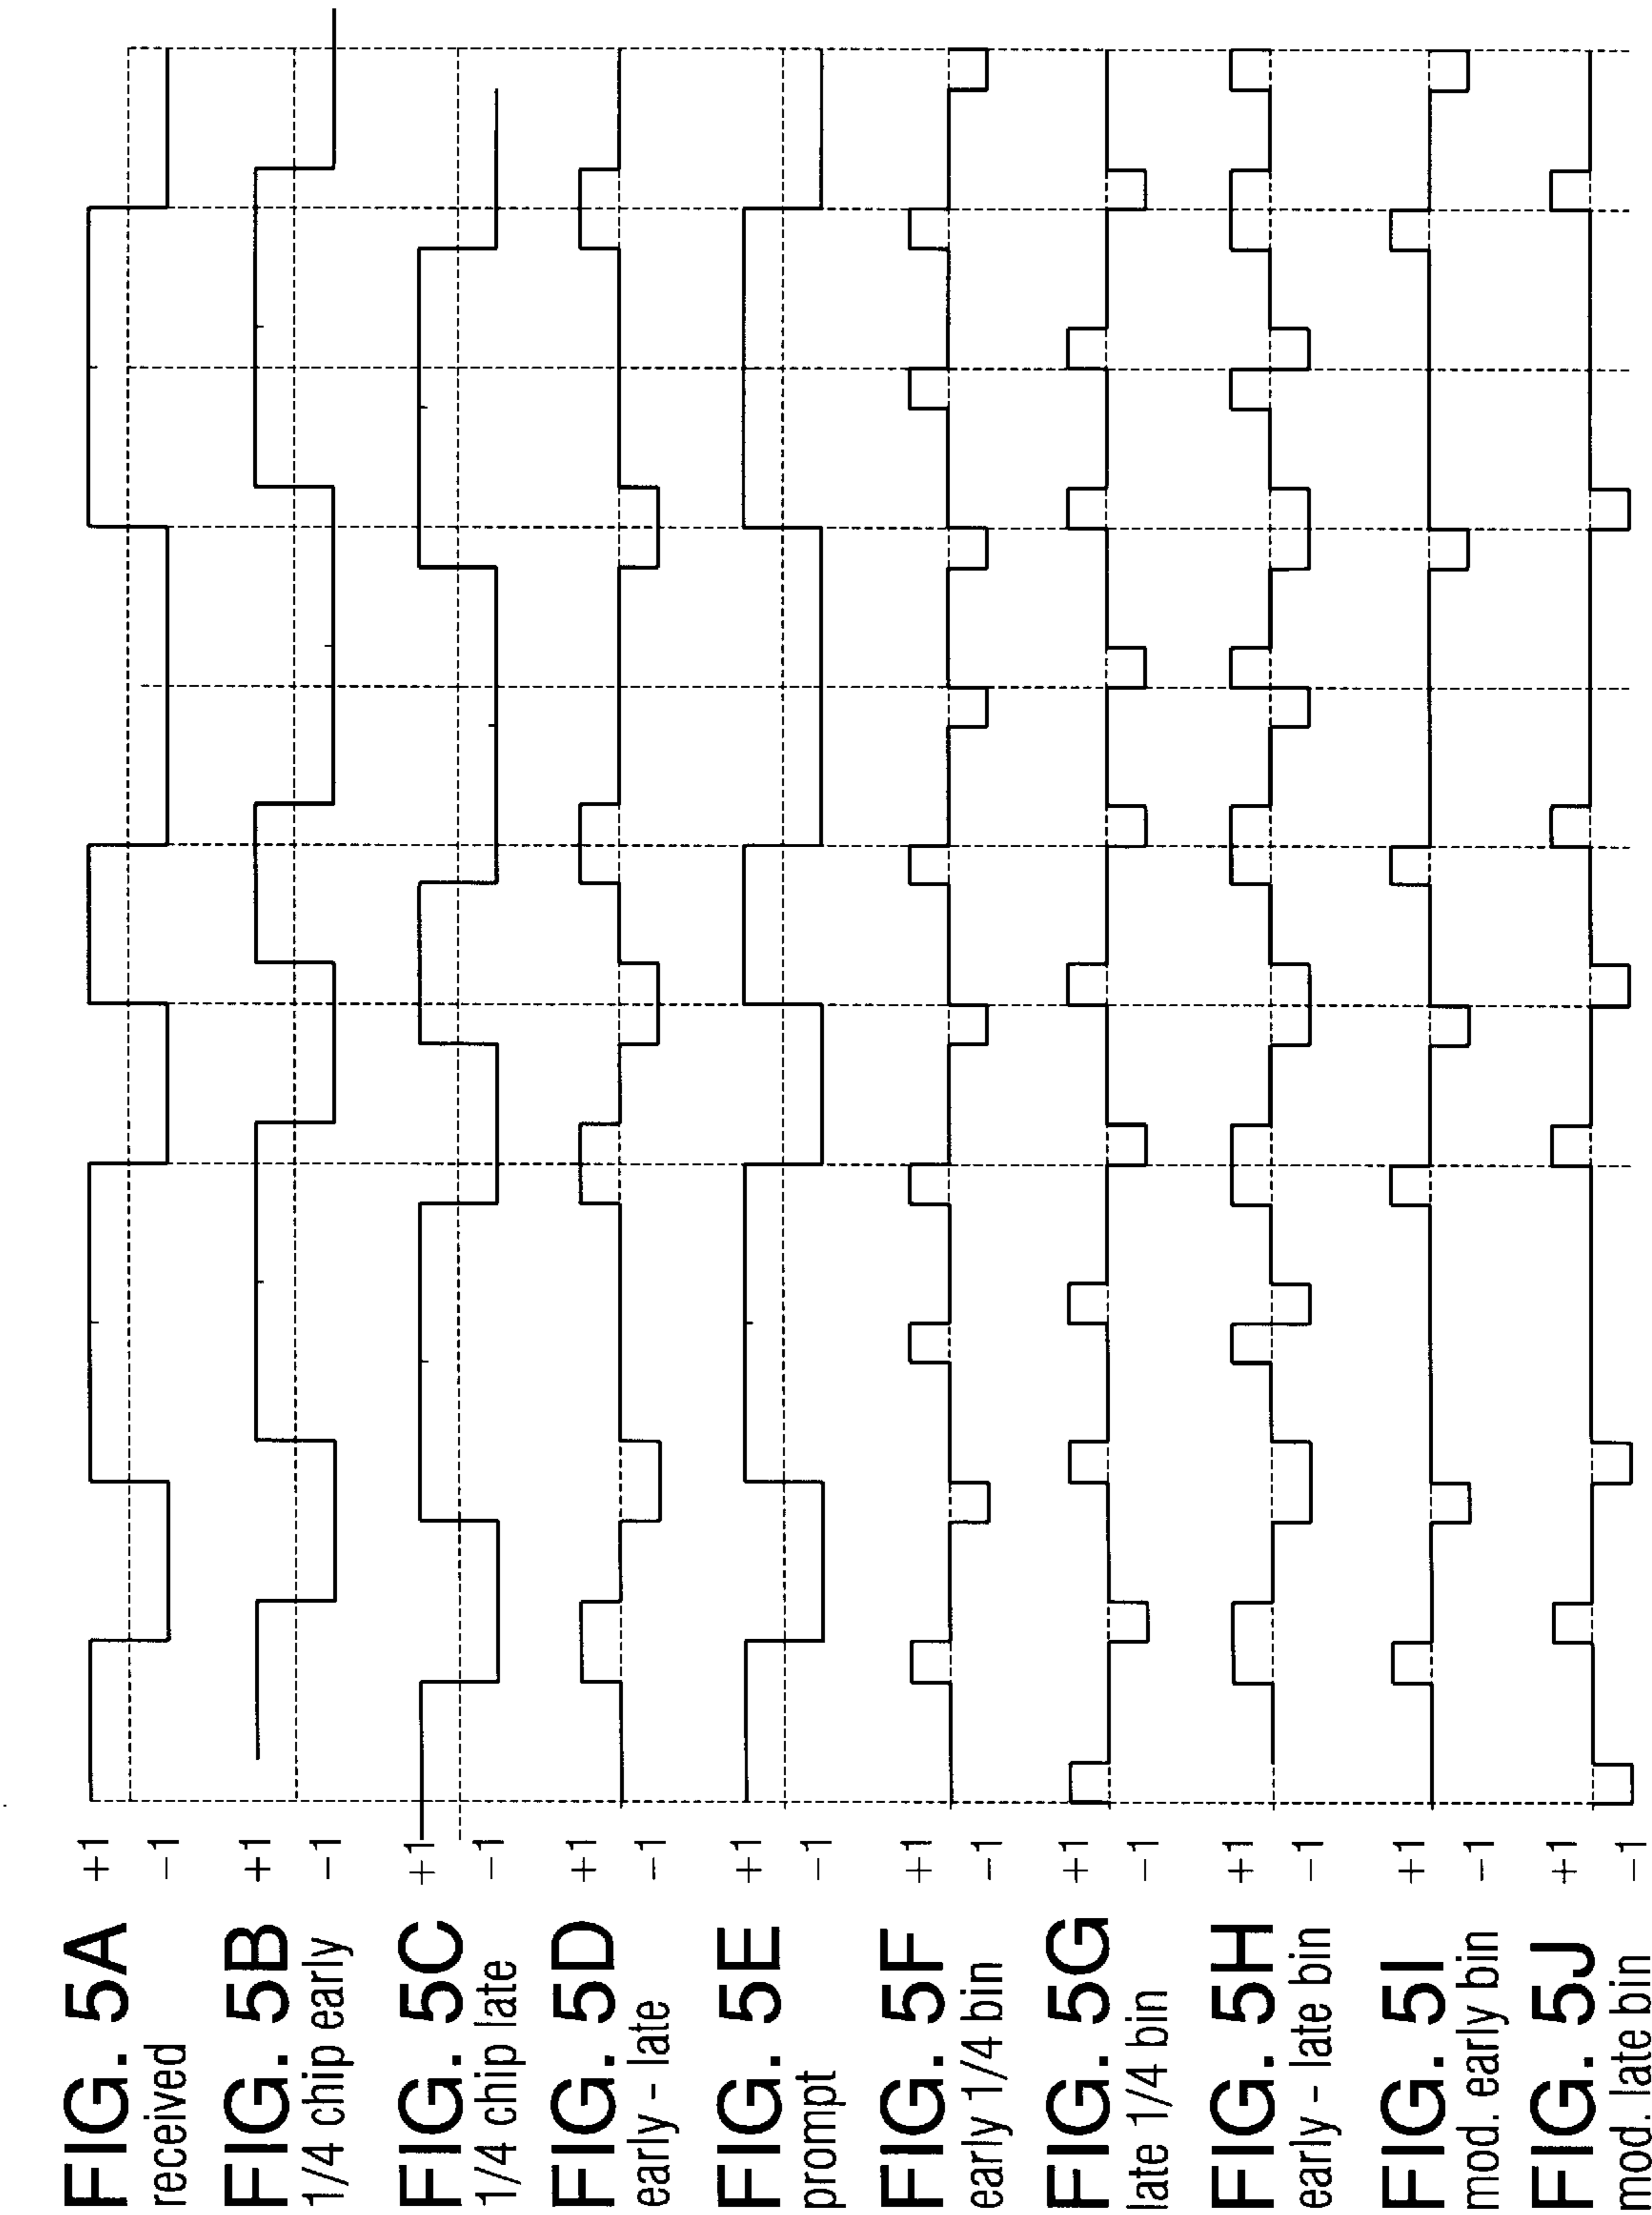 FIG. 5A
received
+1
-1
FIG. 5B
1/4 chip early
+1
-1
FIG. 5C
1/4 chip late
+1
-1
FIG. 5D
early - late
+1
-1
FIG. 5E
prompt
+1
-1
FIG. 5F
early 1/4 bin
+1
-1
FIG. 5G
late 1/4 bin
+1
-1
FIG. 5H
early - late bin
+1
-1
FIG. 5I
mod. early bin
+1
-1
FIG. 5J
mod. late bin
+1
-1